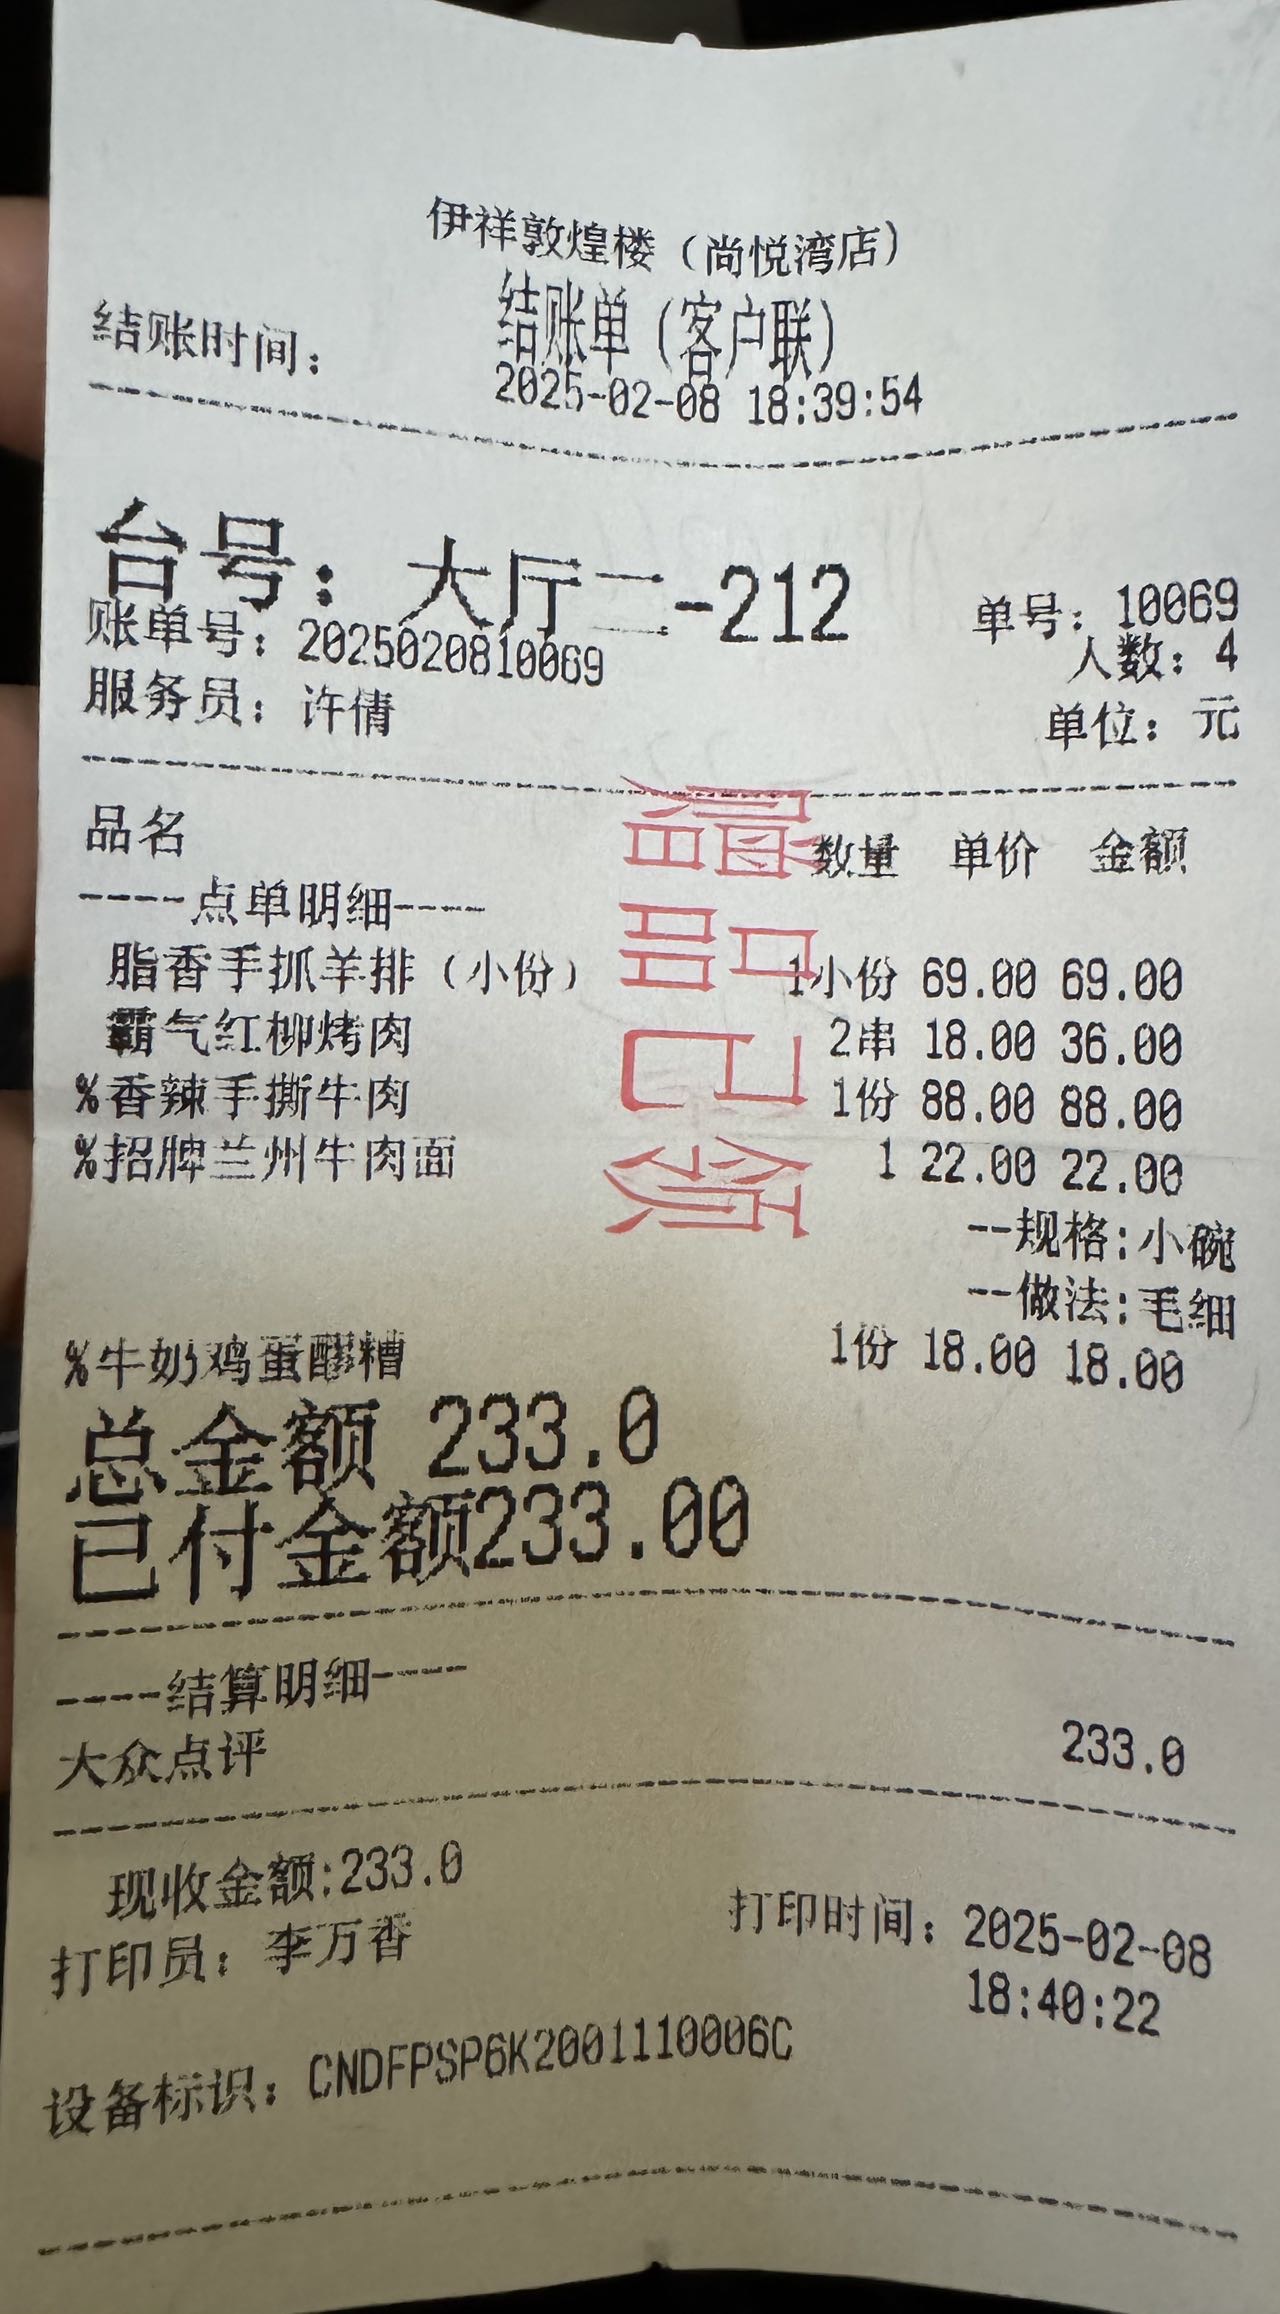 伊祥敦煌楼（尚悦湾店）
结账单（客户联）
结账时间： 2025-02-08 18:39:54
台号：大厅二-212
单号：10069
账单号：2025020810069
人数：4
服务员：许倩
单位：元
品名 数量 单价 金额
----点单明细----
脂香手抓羊排（小份） 1小份 69.00 69.00
霸气红柳烤肉 2串 18.00 36.00
%香辣手撕牛肉 1份 88.00 88.00
%招牌兰州牛肉面 1 22.00 22.00
--规格:小碗
--做法:毛细
%牛奶鸡蛋醪糟 1份 18.00 18.00
总金额 233.0
已付金额233.00
----结算明细----
大众点评 233.0
现收金额:233.0
打印员：李万香
打印时间：2025-02-08
18:40:22
设备标识：CNDFPSP6K2001110006C
赠品已领